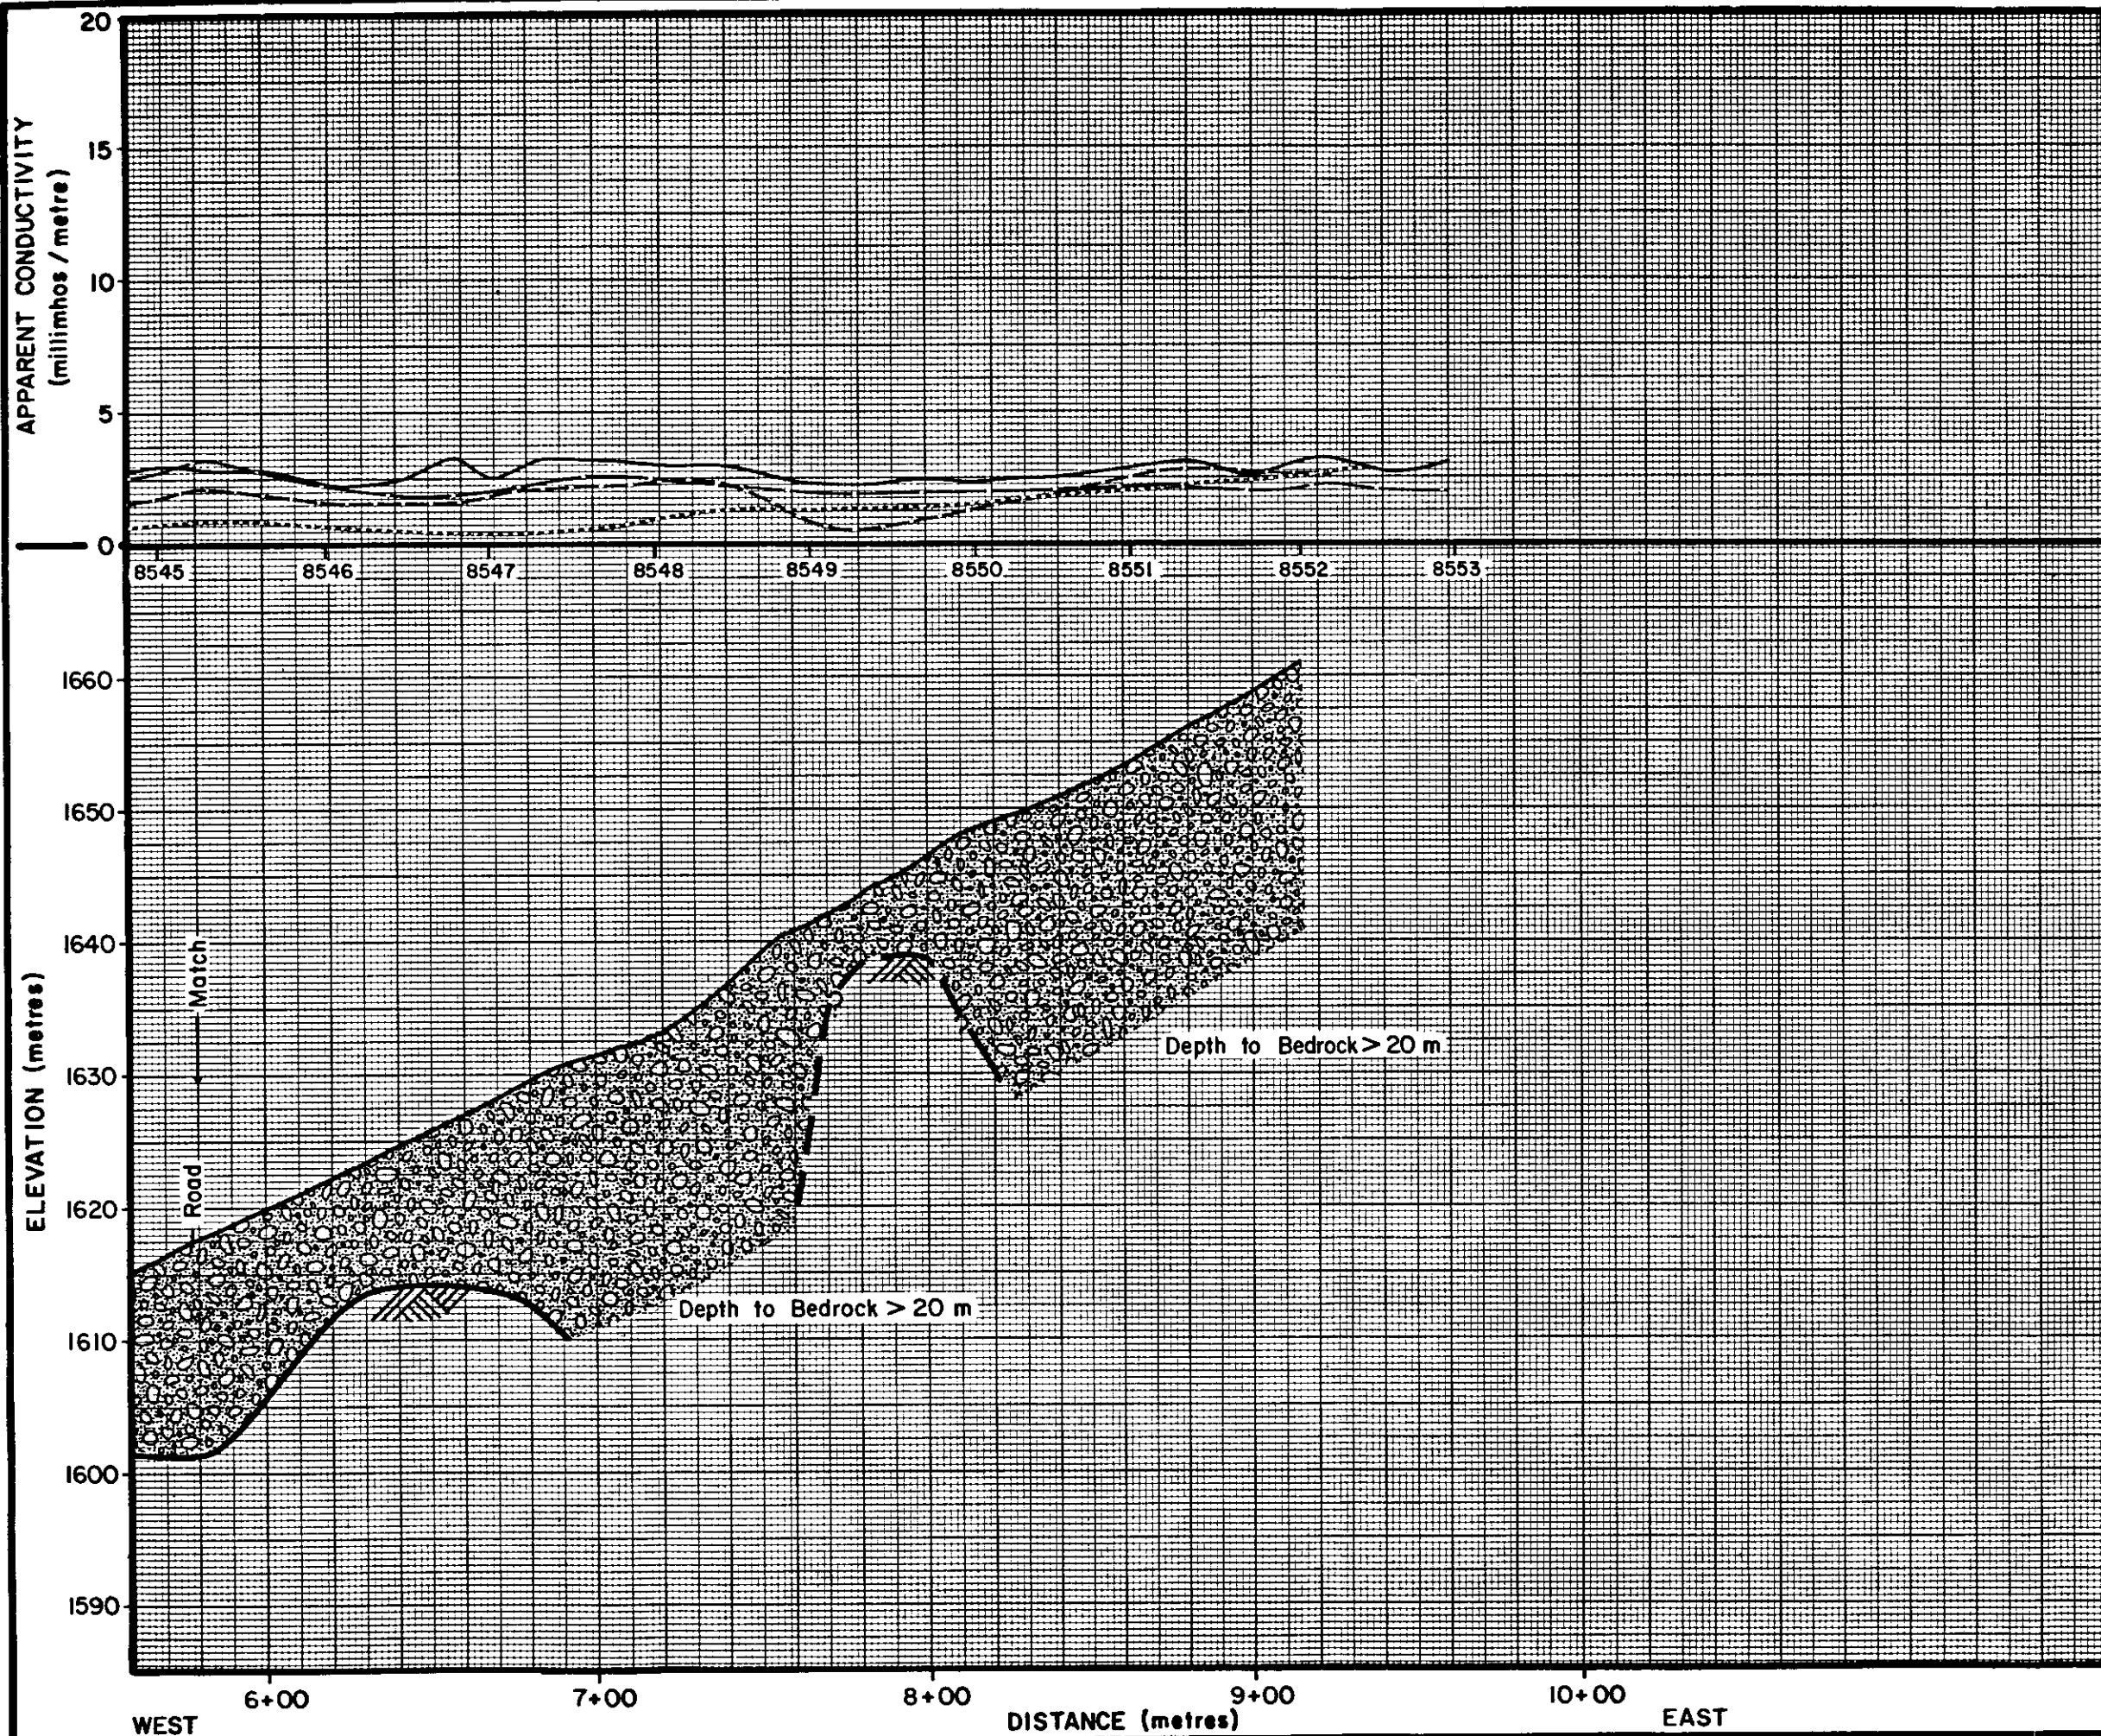 20
15
10
5
0
APPARENT CONDUCTIVITY
(millimhos / metre)
8545 8546 8547 8548 8549 8550 8551 8552 8553
1660
1650
1640
1630
1620
1610
1600
1590
ELEVATION (metres)
Match
Road
Depth to Bedrock > 20 m
Depth to Bedrock > 20 m
6+00 7+00 8+00 9+00 10+00
WEST DISTANCE (metres) EAST